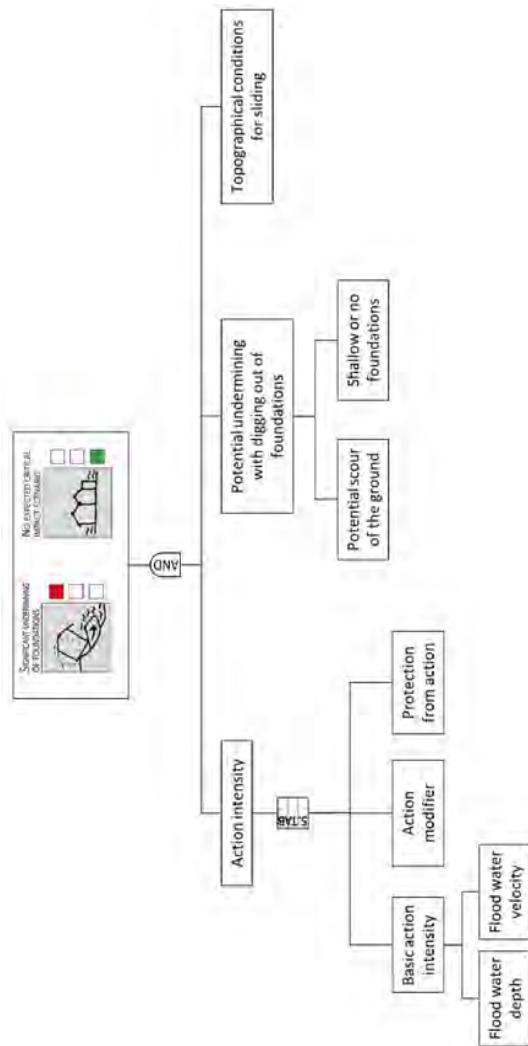 SIGNIFICANT UNDERMINING
OF FOUNDATIONS
NO EXPECTED CRITICAL
IMPACT SCENARIO
AND
Action intensity
Potential undermining
with digging out of
foundations
Topographical conditions
for sliding
S.TAB
Basic action
intensity
Action
modifier
Protection
from action
Potential scour
of the ground
Shallow or no
foundations
Flood water
depth
Flood water
velocity